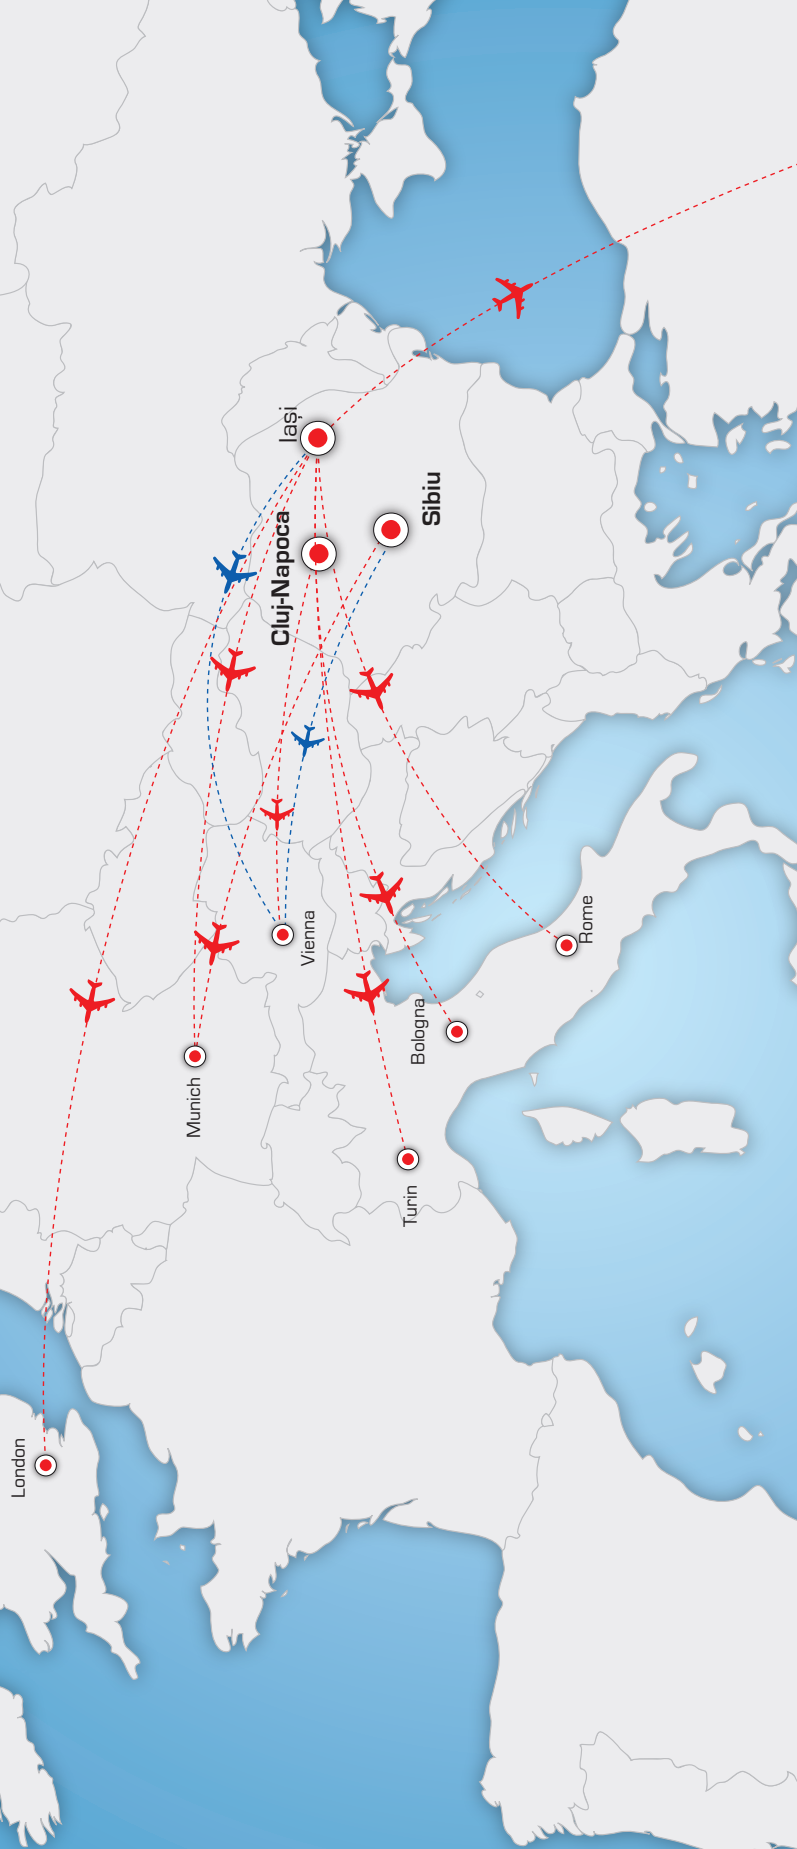 London
Munich
Turin
Bologna
Vienna
Rome
Cluj-Napoca
Sibiu
Iași